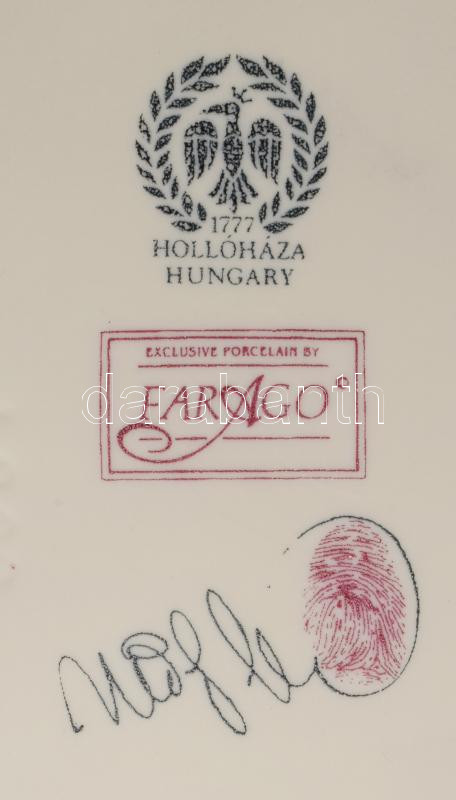 1777
HOLLÓHÁZA
HUNGARY
EXCLUSIVE PORCELAIN BY
FARAGO
darabanth